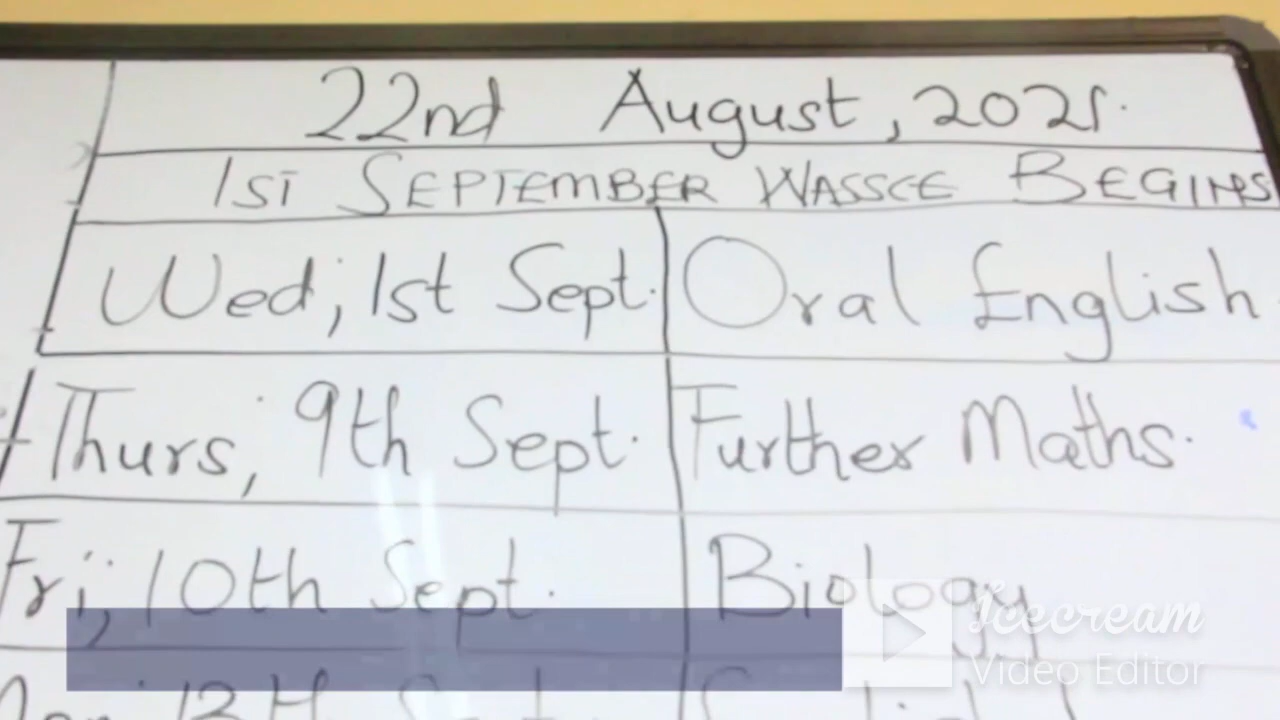 22nd August, 2021.
1ST SEPTEMBER WASSCE BEGINS
Wed, 1st Sept. Oral English
Thurs, 9th Sept. Further Maths.
Fri, 10th Sept. Biology
Icecream
Video Editor